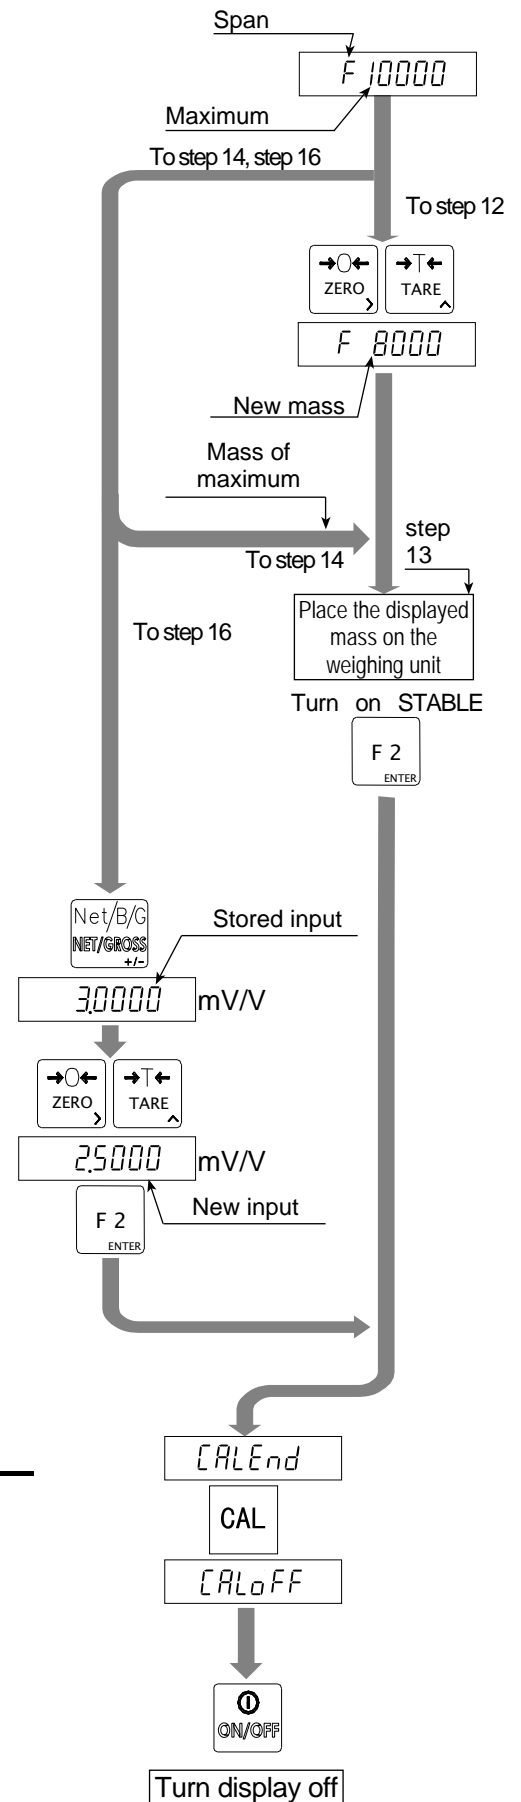 Span
F 10000
Maximum
To step 14, step 16
To step 12
→0← →T←
ZERO TARE
F 8000
New mass
Mass of
maximum
step
13
To step 14
Place the displayed
mass on the
weighing unit
To step 16
Turn on STABLE
F 2
ENTER
Net/B/G
NET/GROSS
+/-
Stored input
3.0000 mV/V
→0← →T←
ZERO TARE
2.5000 mV/V
New input
F 2
ENTER
CALEnd
CAL
CALoFF
ON/OFF
Turn display off